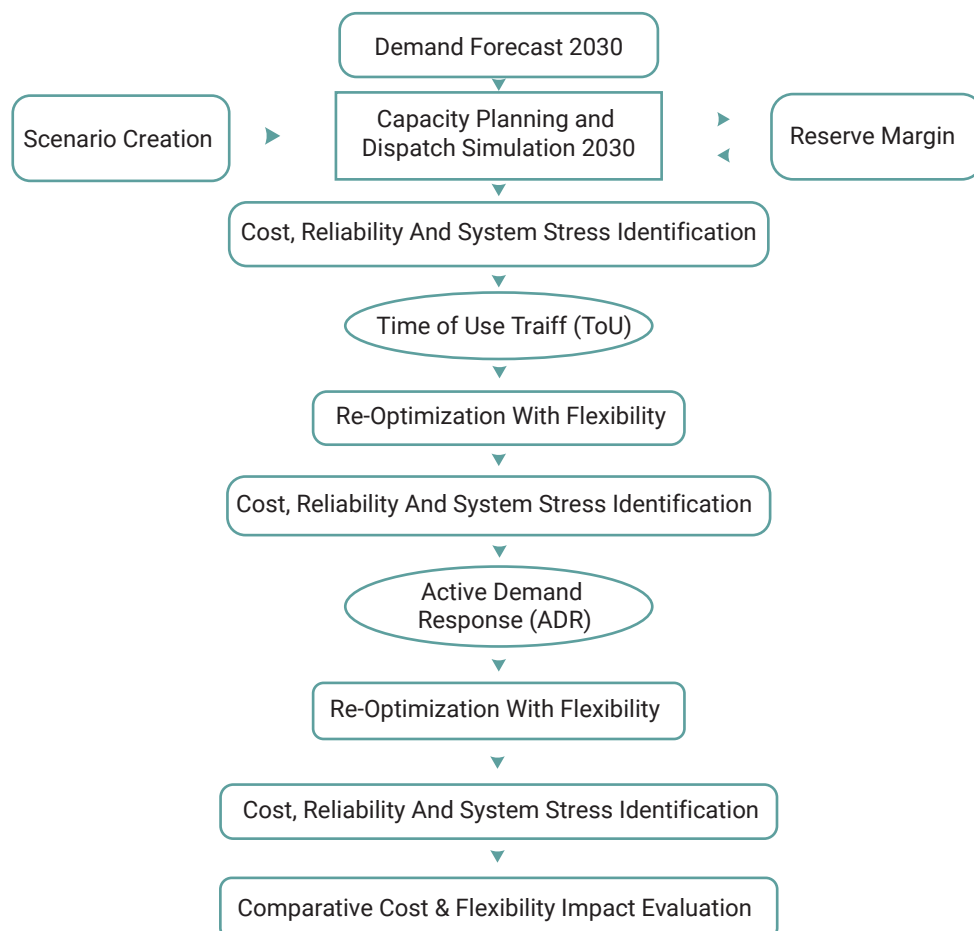 Demand Forecast 2030
Scenario Creation
Capacity Planning and
Dispatch Simulation 2030
Reserve Margin
Cost, Reliability And System Stress Identification
Time of Use Traiff (ToU)
Re-Optimization With Flexibility
Cost, Reliability And System Stress Identification
Active Demand
Response (ADR)
Re-Optimization With Flexibility
Cost, Reliability And System Stress Identification
Comparative Cost & Flexibility Impact Evaluation